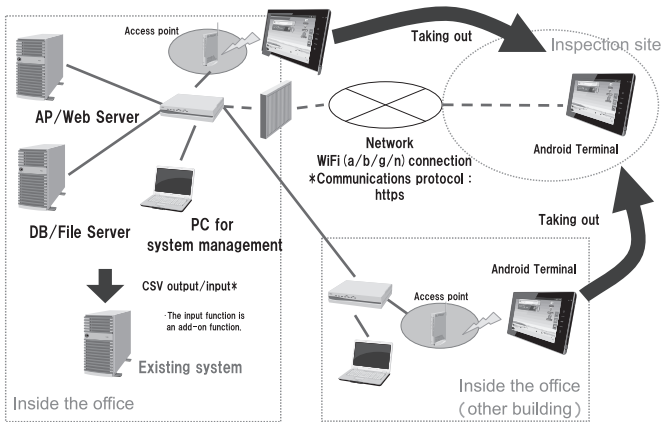 Access point
Taking out
Inspection site
AP/Web Server
Network
WiFi (a/b/g/n) connection
*Communications protocol :
https
Android Terminal
DB/File Server
PC for
system management
Taking out
CSV output/input*
·The input function is
an add-on function.
Android Terminal
Access point
Existing system
Inside the office
Inside the office
(other building)